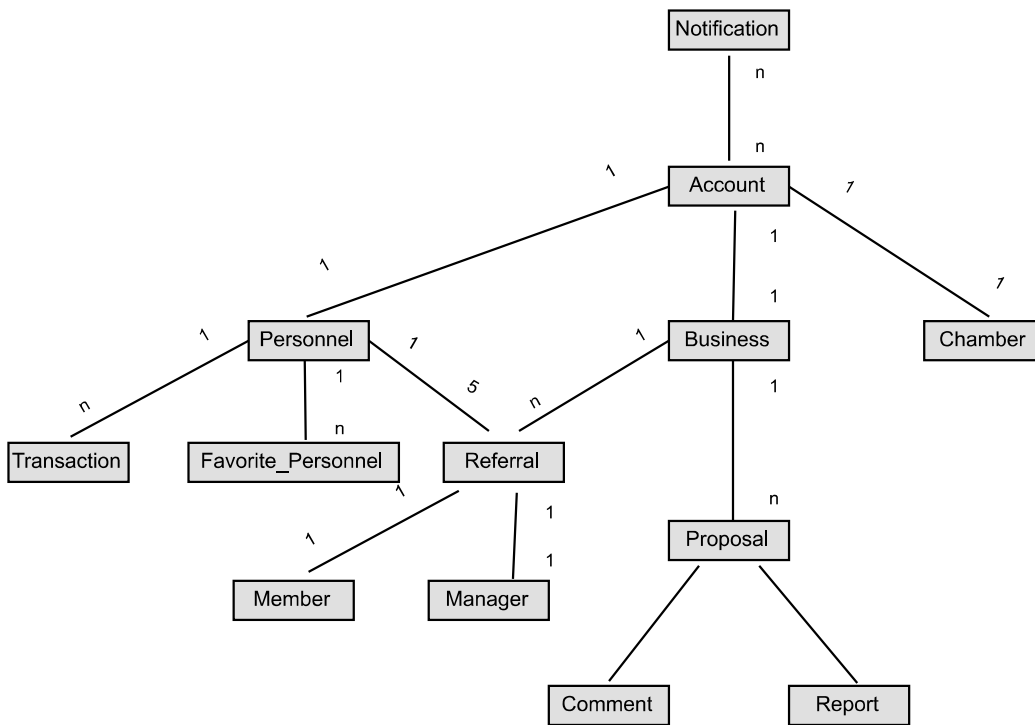 Notification
n
n
Account
1
1
1
1
1
1
Personnel
Business
Chamber
1
1
5
1
n
1
n
n
1
Transaction
Favorite_Personnel
Referral
1
1
1
1
n
Proposal
Member
Manager
Comment
Report